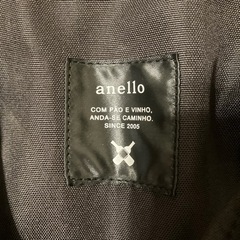 anello
COM PÃO E VINHO,
ANDA-SE CAMINHO.
SINCE 2005